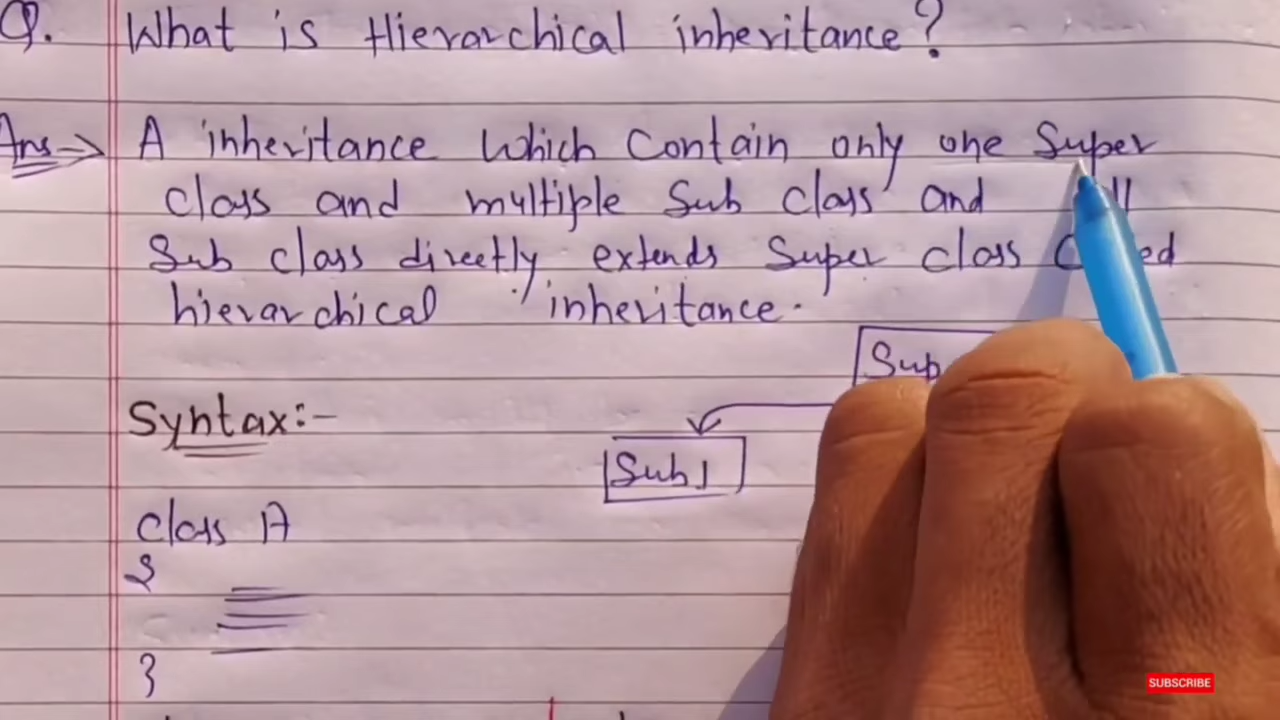 Q. What is Hierarchical inheritance?
Ans→ A inheritance which contain only one Super
class and multiple Sub class and
Sub class directly extends Super class
hierarchical inheritance.
Syntax:-
Sub 1
class A
{
}
SUBSCRIBE